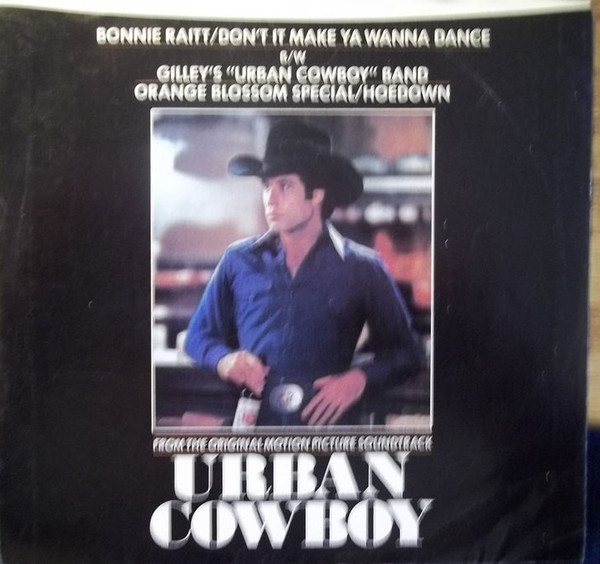 BONNIE RAITT/DON'T IT MAKE YA WANNA DANCE
B/W
GILLEY'S "URBAN COWBOY" BAND
ORANGE BLOSSOM SPECIAL/HOEDOWN
FROM THE ORIGINAL MOTION PICTURE SOUNDTRACK
URBAN
COWBOY